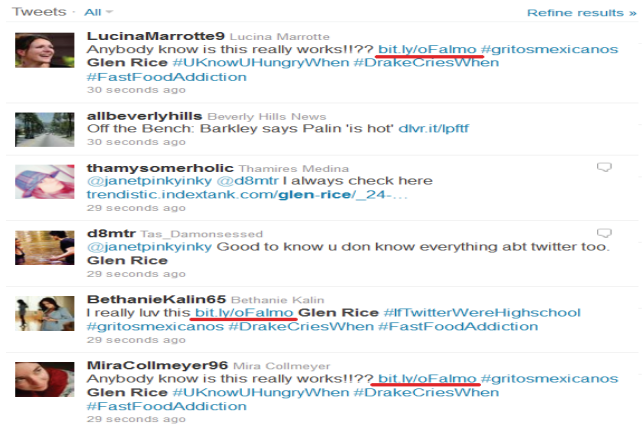 Tweets · All
Refine results »
LucinaMarrotte9 Lucina Marrotte
Anybody know is this really works!!?? bit.ly/oFaImo #gritosmexicanos
Glen Rice #UKnowUHungryWhen #DrakeCriesWhen
#FastFoodAddiction
30 seconds ago
allbeverlyhills Beverly Hills News
Off the Bench: Barkley says Palin 'is hot' dlvr.it/lpftf
30 seconds ago
thamysomerholic Thamires Medina
@janetpinkyinky @d8mtr I always check here
trendistic.indextank.com/glen-rice/_24-...
29 seconds ago
d8mtr Tas_Damonsessed
@janetpinkyinky Good to know u don know everything abt twitter too.
Glen Rice
29 seconds ago
BethanieKalin65 Bethanie Kalin
I really luv this bit.ly/oFaImo Glen Rice #IfTwitterWereHighschool
#gritosmexicanos #DrakeCriesWhen #FastFoodAddiction
29 seconds ago
MiraCollmeyer96 Mira Collmeyer
Anybody know is this really works!!?? bit.ly/oFaImo #gritosmexicanos
Glen Rice #UKnowUHungryWhen #DrakeCriesWhen
#FastFoodAddiction
29 seconds ago